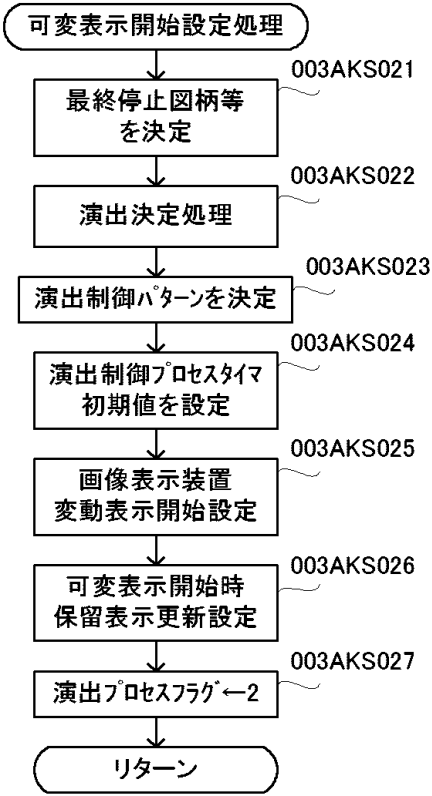 可変表示開始設定処理
003AKS021
最終停止図柄等
を決定
003AKS022
演出決定処理
003AKS023
演出制御ﾊﾟﾀｰﾝを決定
003AKS024
演出制御ﾌﾟﾛｾｽﾀｲﾏ
初期値を設定
003AKS025
画像表示装置
変動表示開始設定
003AKS026
可変表示開始時
保留表示更新設定
003AKS027
演出ﾌﾟﾛｾｽﾌﾗｸﾞ←2
リターン